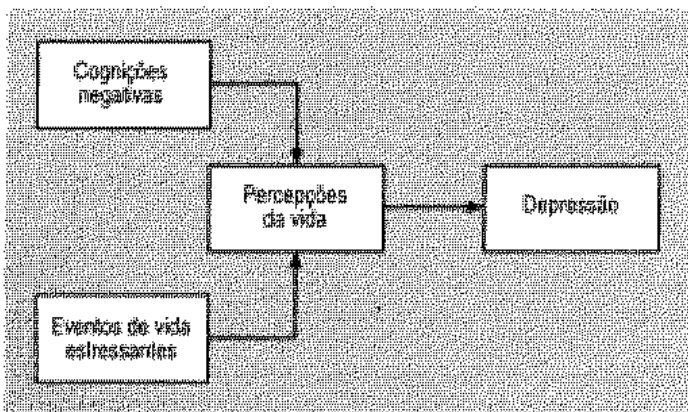 Cognições
negativas
Percepções
da vida
Depressão
Eventos de vida
estressantes